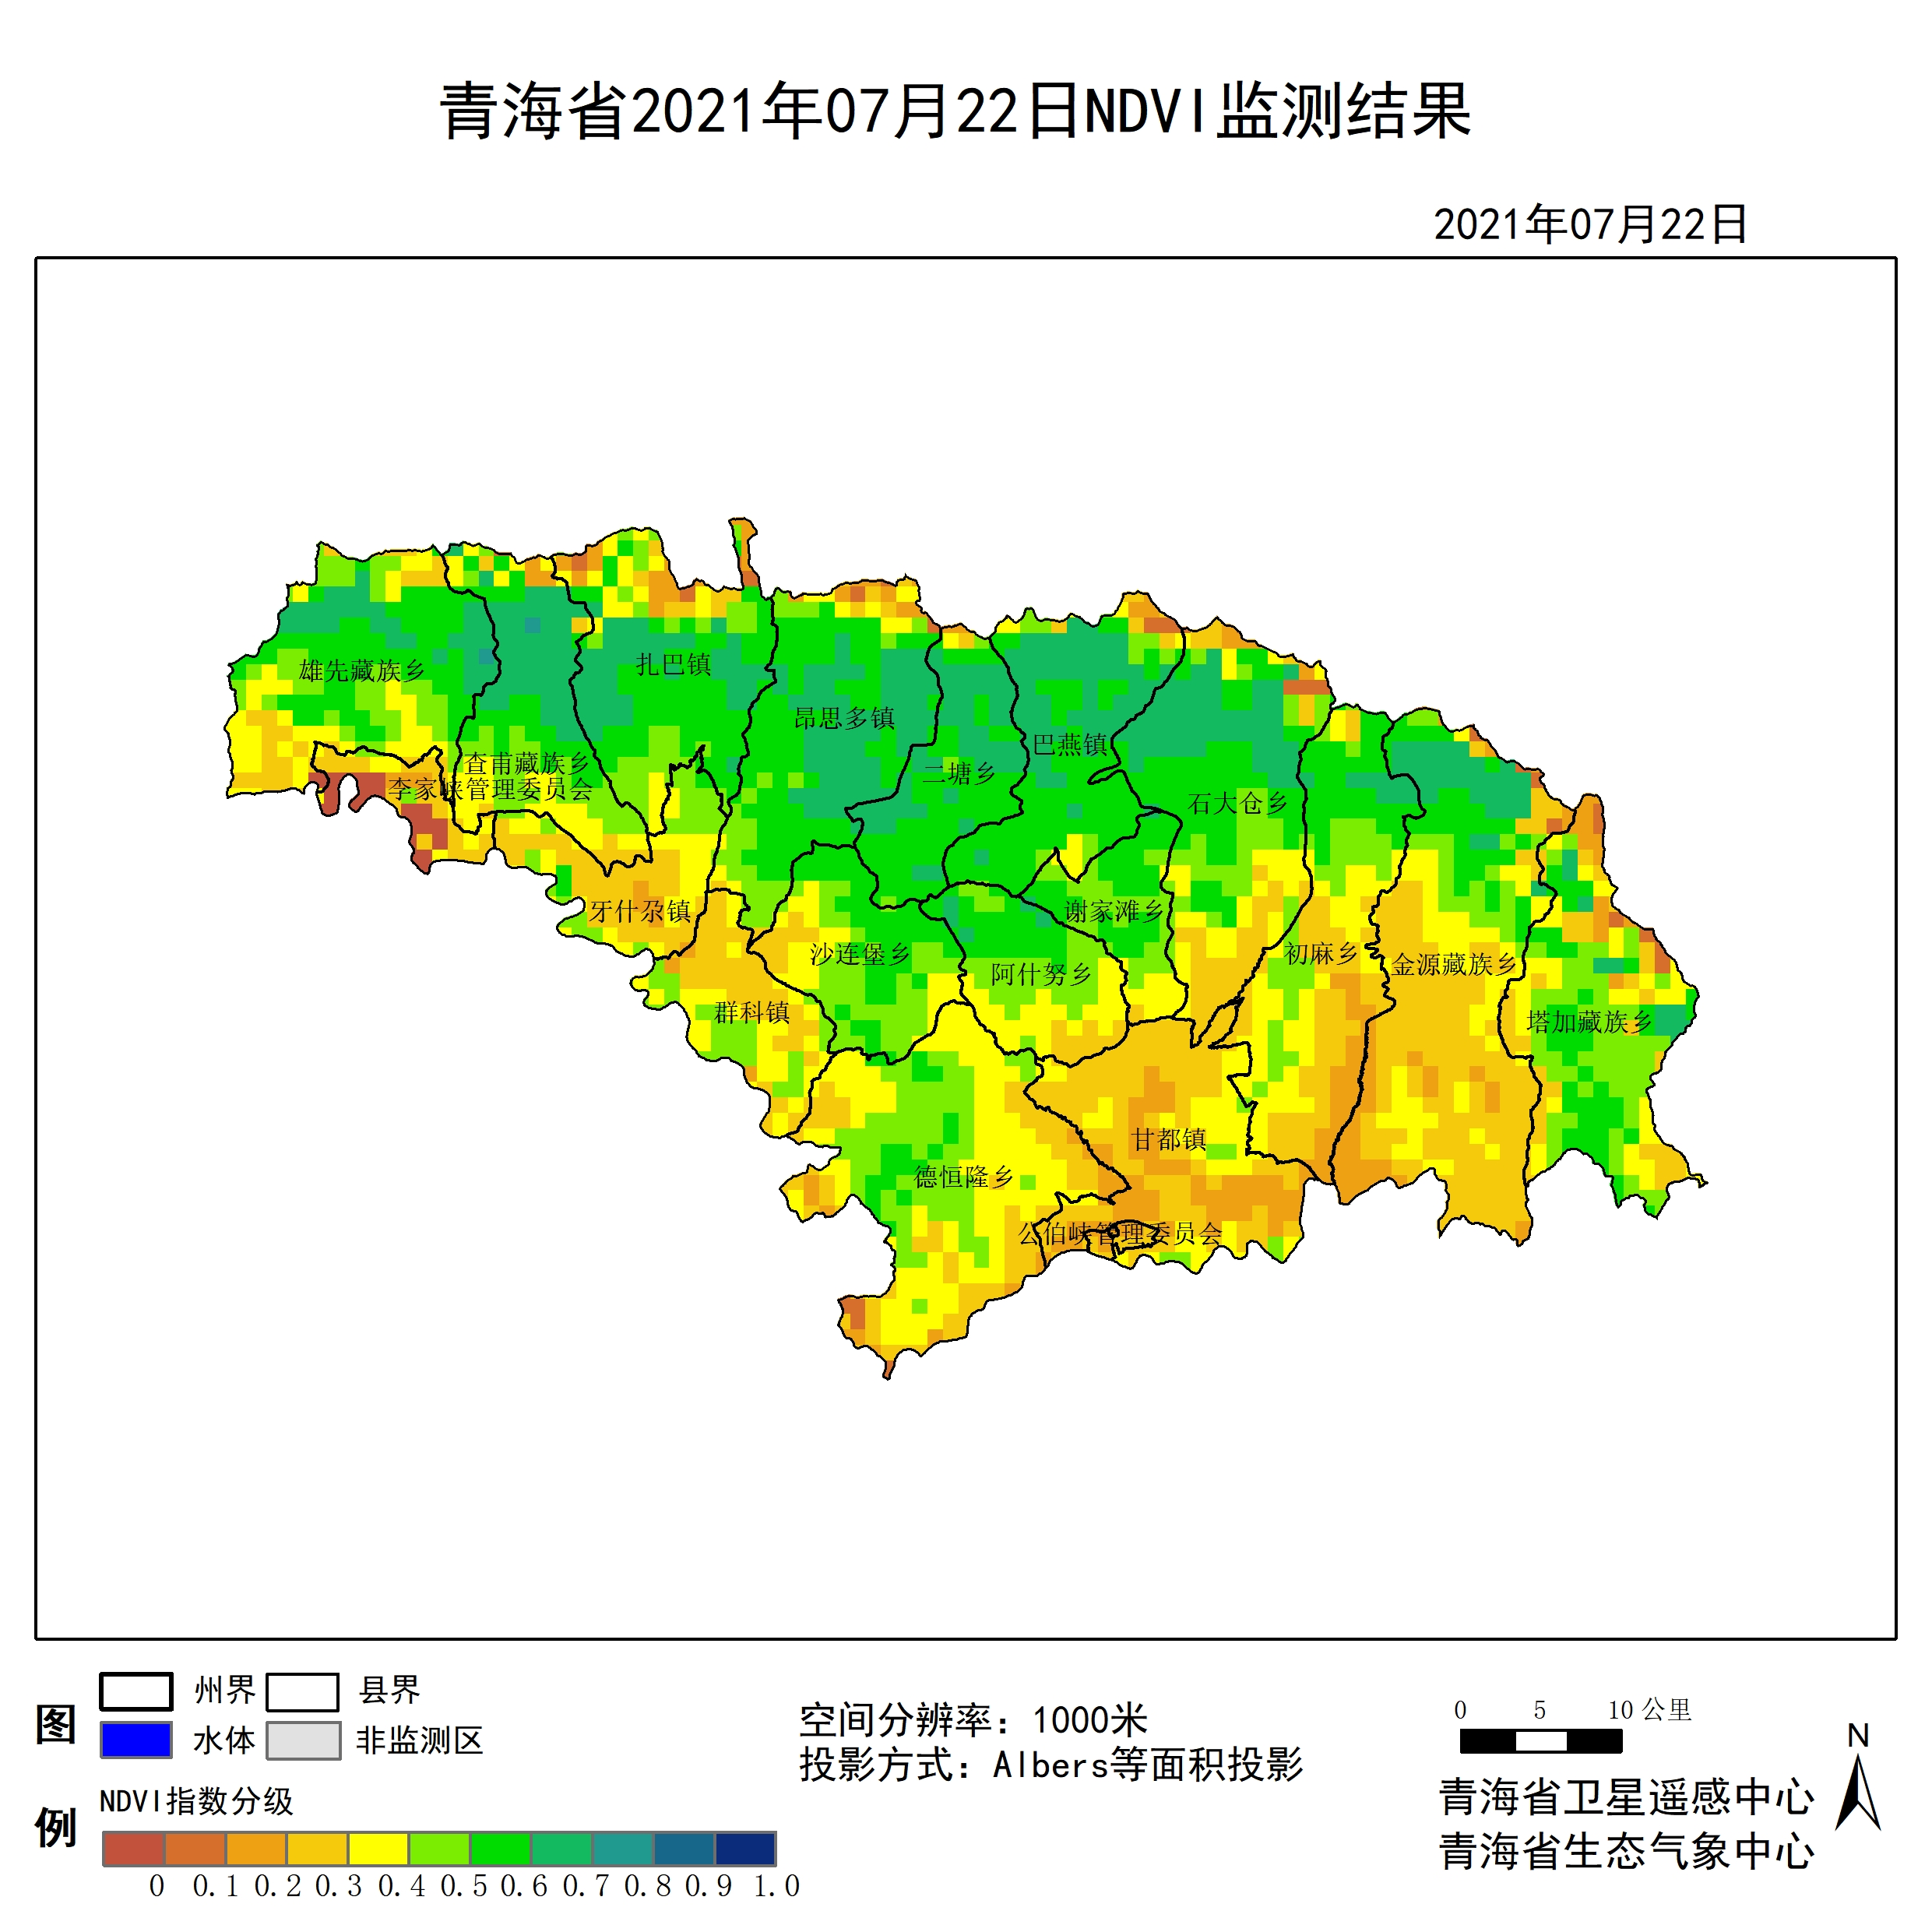 青海省2021年07月22日NDVI监测结果
2021年07月22日
雄先藏族乡
扎巴镇
昂思多镇
巴燕镇
查甫藏族乡
李家峡管理委员会
二塘乡
石大仓乡
牙什尕镇
谢家滩乡
沙连堡乡
阿什努乡
初麻乡
金源藏族乡
群科镇
塔加藏族乡
甘都镇
德恒隆乡
公伯峡管理委员会
图例
州界
县界
水体
非监测区
NDVI指数分级
0 0.1 0.2 0.3 0.4 0.5 0.6 0.7 0.8 0.9 1.0
空间分辨率：1000米
投影方式：Albers等面积投影
0 5 10 公里
N
青海省卫星遥感中心
青海省生态气象中心